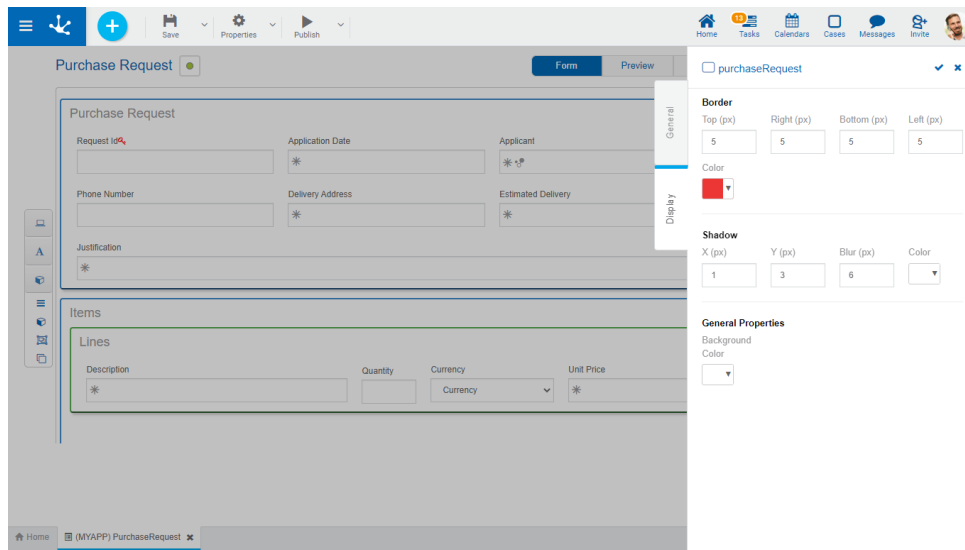 Save
Properties
Publish
Home
13
Tasks
Calendars
Cases
Messages
Invite
Purchase Request
Form
Preview
Purchase Request
Request Id
Application Date
Applicant
Phone Number
Delivery Address
Estimated Delivery
Justification
Items
Lines
Description
Quantity
Currency
Unit Price
Currency
General
Display
purchaseRequest
Border
Top (px)
Right (px)
Bottom (px)
Left (px)
5
5
5
5
Color
Shadow
X (px)
Y (px)
Blur (px)
Color
1
3
6
General Properties
Background
Color
A
Home
(MYAPP) PurchaseRequest